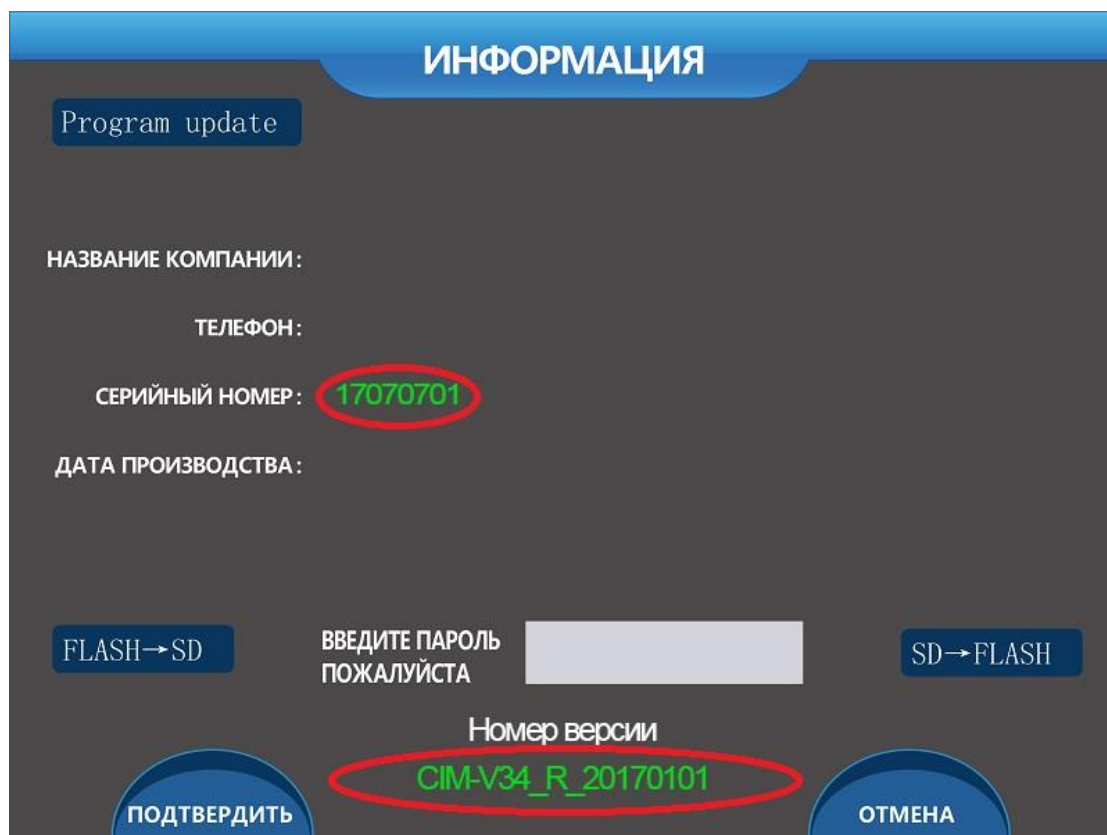 ИНФОРМАЦИЯ
Program update
НАЗВАНИЕ КОМПАНИИ:
ТЕЛЕФОН:
СЕРИЙНЫЙ НОМЕР: 17070701
ДАТА ПРОИЗВОДСТВА:
FLASH→SD
ВВЕДИТЕ ПАРОЛЬ
ПОЖАЛУЙСТА
SD→FLASH
Номер версии
CIM-V34_R_20170101
ПОДТВЕРДИТЬ
ОТМЕНА